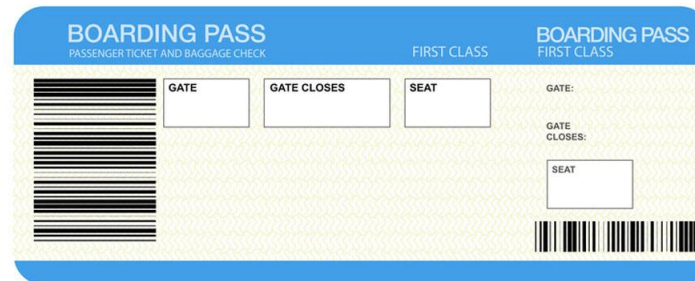 BOARDING PASS
PASSENGER TICKET AND BAGGAGE CHECK
FIRST CLASS
GATE
GATE CLOSES
SEAT
BOARDING PASS
FIRST CLASS
GATE:
GATE
CLOSES:
SEAT